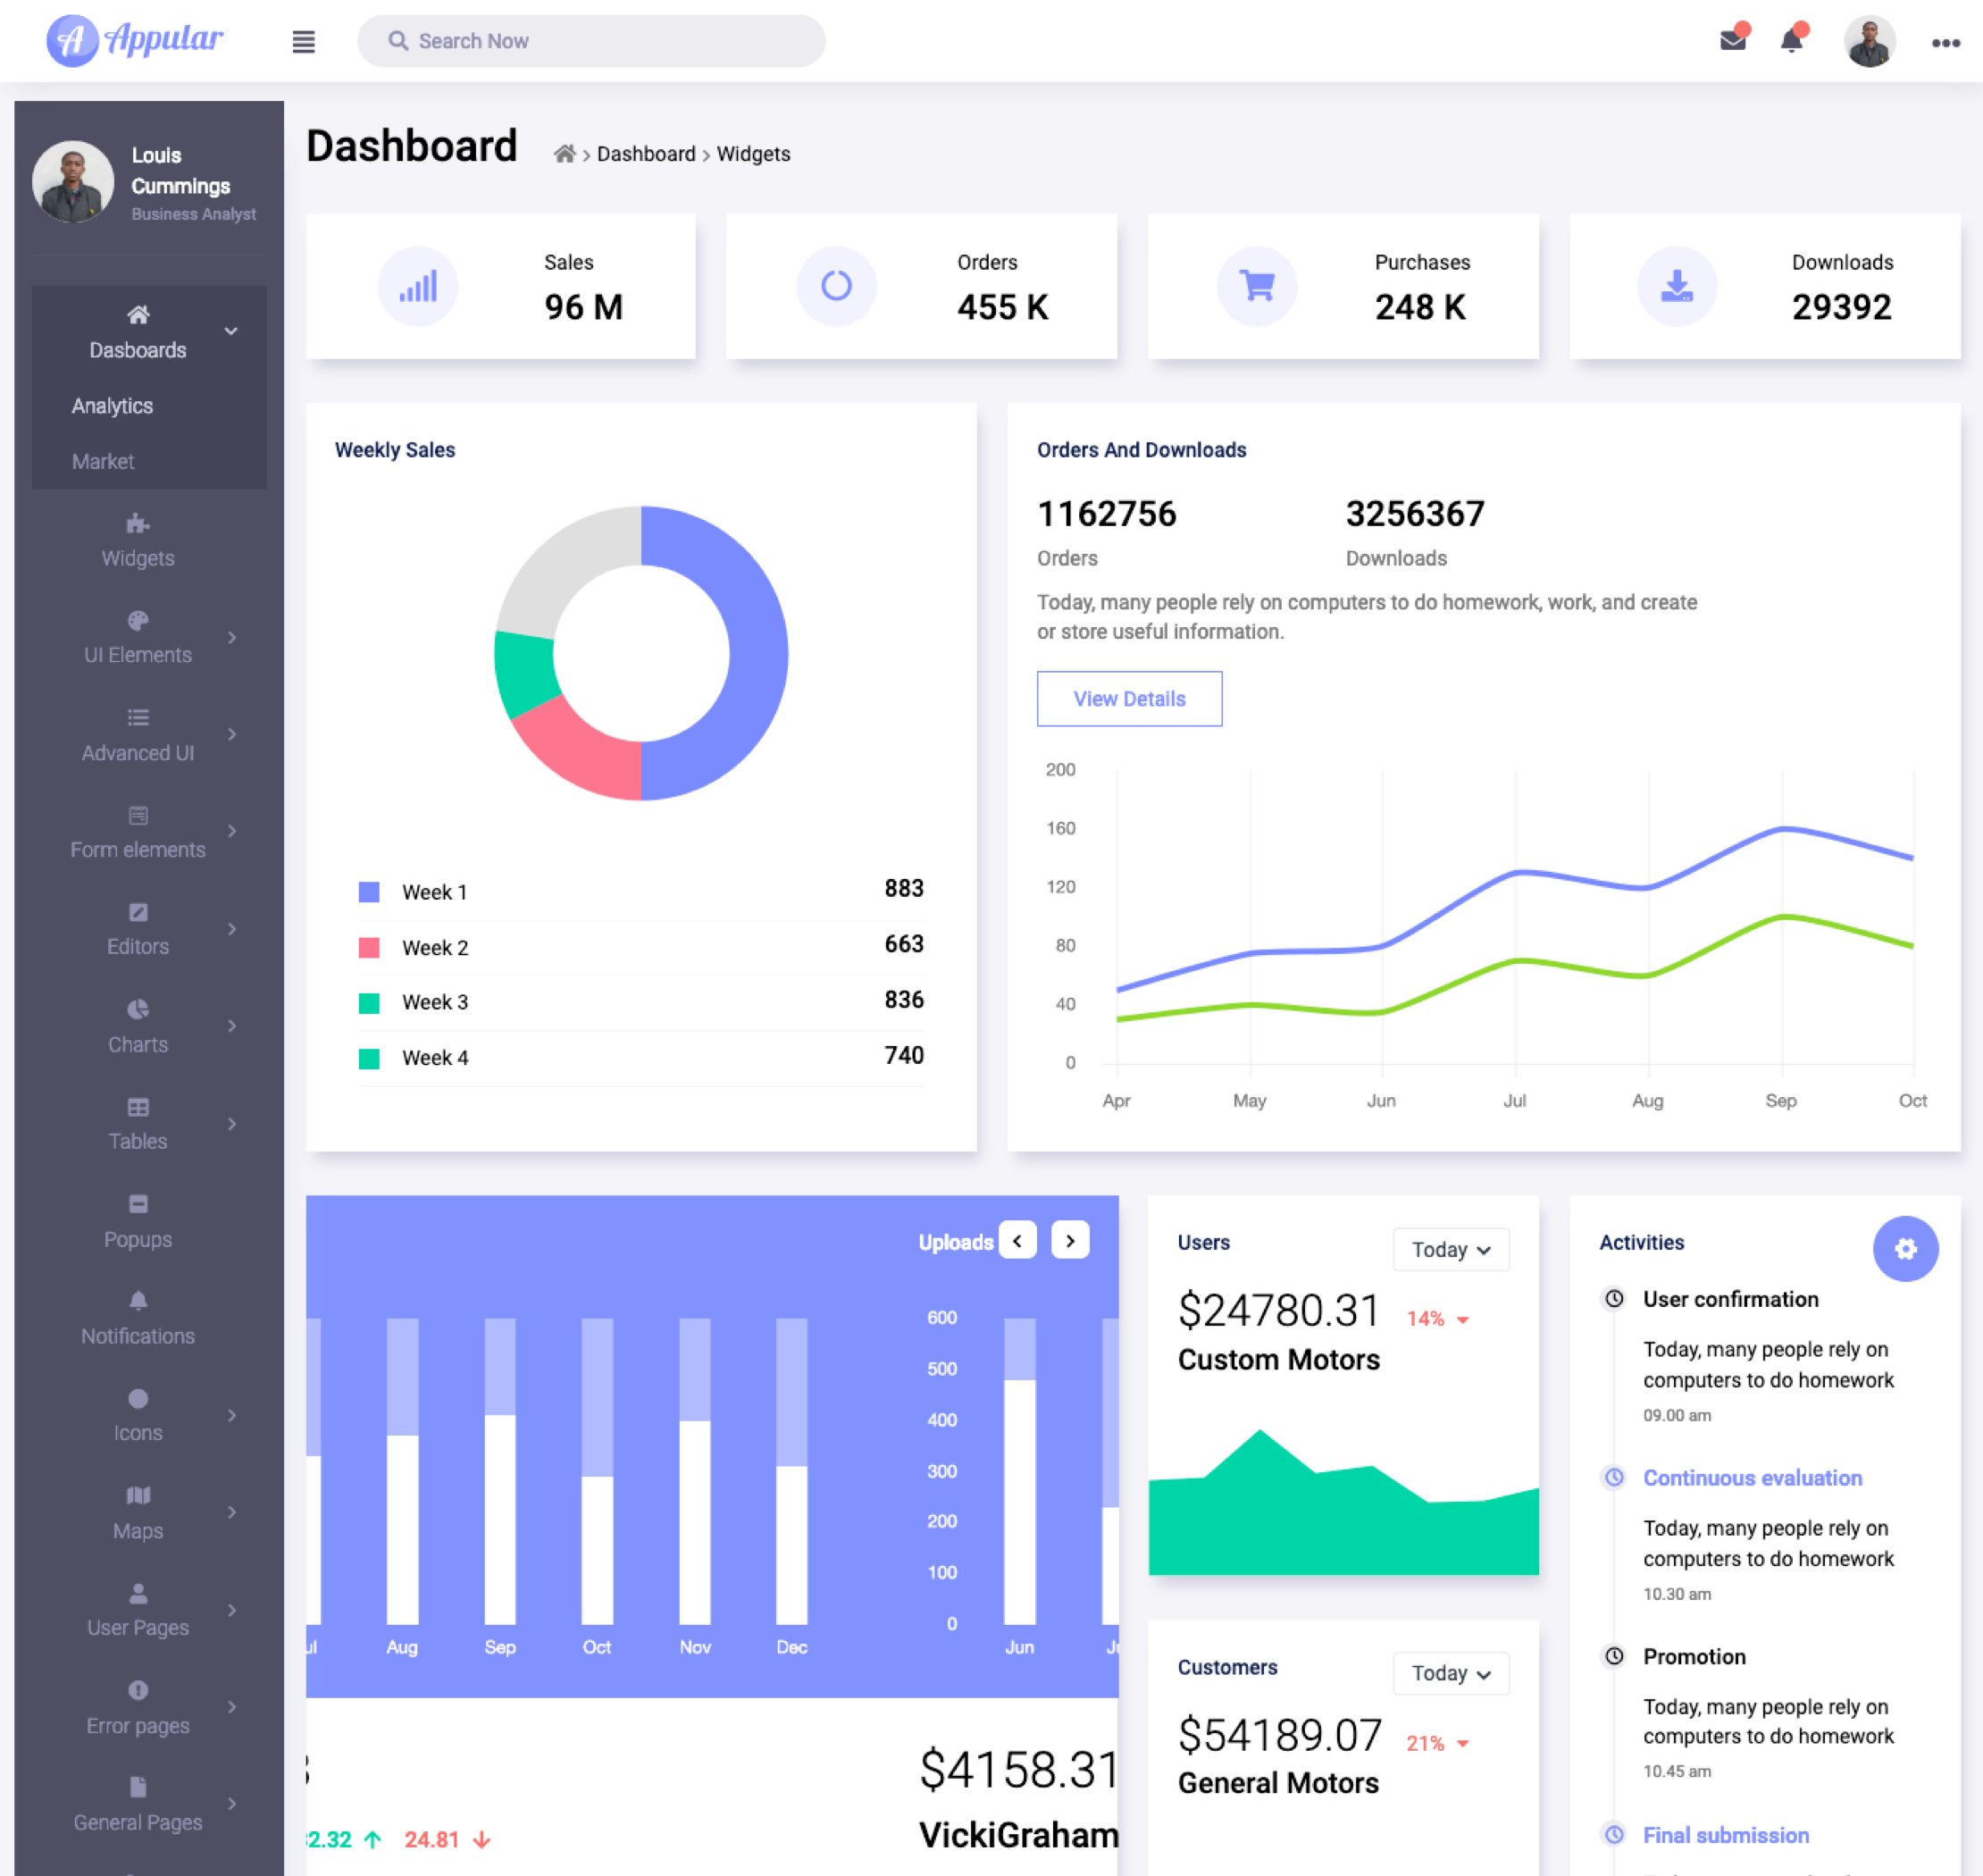 Appular
Search Now
Louis
Cummings
Business Analyst
Dasboards
Analytics
Market
Widgets
UI Elements
Advanced UI
Form elements
Editors
Charts
Tables
Popups
Notifications
Icons
Maps
User Pages
Error pages
General Pages
Dashboard
Dashboard
Widgets
Sales
96 M
Orders
455 K
Purchases
248 K
Downloads
29392
Weekly Sales
Week 1 883
Week 2 663
Week 3 836
Week 4 740
Orders And Downloads
1162756
Orders
3256367
Downloads
Today, many people rely on computers to do homework, work, and create
or store useful information.
View Details
200
160
120
80
40
0
Apr May Jun Jul Aug Sep Oct
Aug Sep Oct Nov Dec
24.81
Uploads
600
500
400
300
200
100
0
Jun
$4158.31
VickiGraham
Users
Today
$24780.31 14%
Custom Motors
Customers
Today
$54189.07 21%
General Motors
Activities
User confirmation
Today, many people rely on
computers to do homework
09.00 am
Continuous evaluation
Today, many people rely on
computers to do homework
10.30 am
Promotion
Today, many people rely on
computers to do homework
10.45 am
Final submission